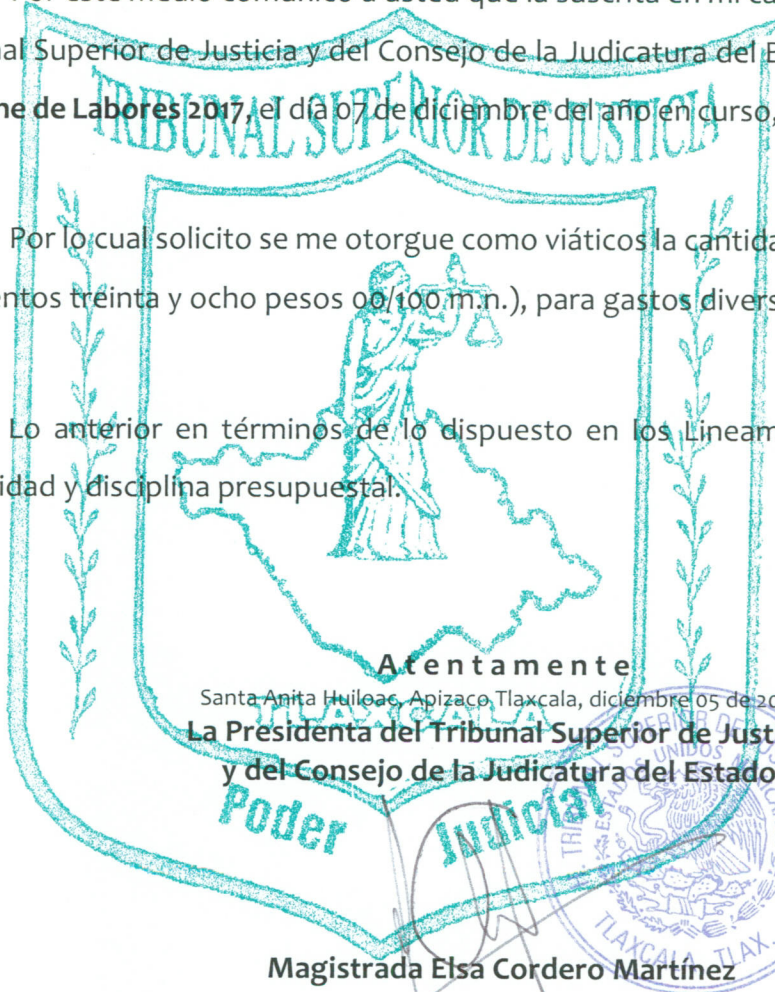 nal Superior de Justicia y del Consejo de la Judicatura del E
ne de Labores 2017, el día 07 de diciembre del año en curso,
TRIBUNAL SUPERIOR DE JUSTICIA
Por lo cual solicito se me otorgue como viáticos la cantida
entos treinta y ocho pesos 00/100 m.n.), para gastos divers
Lo anterior en términos de lo dispuesto en los Lineam
idad y disciplina presupuestal.
Atentamente
Santa Anita Huiloac, Apizaco, Tlaxcala, diciembre 05 de 20
TLAXCALA
La Presidenta del Tribunal Superior de Just
y del Consejo de la Judicatura del Estado
Poder Judicial
TLAXCALA, TLAX.
Magistrada Elsa Cordero Martínez